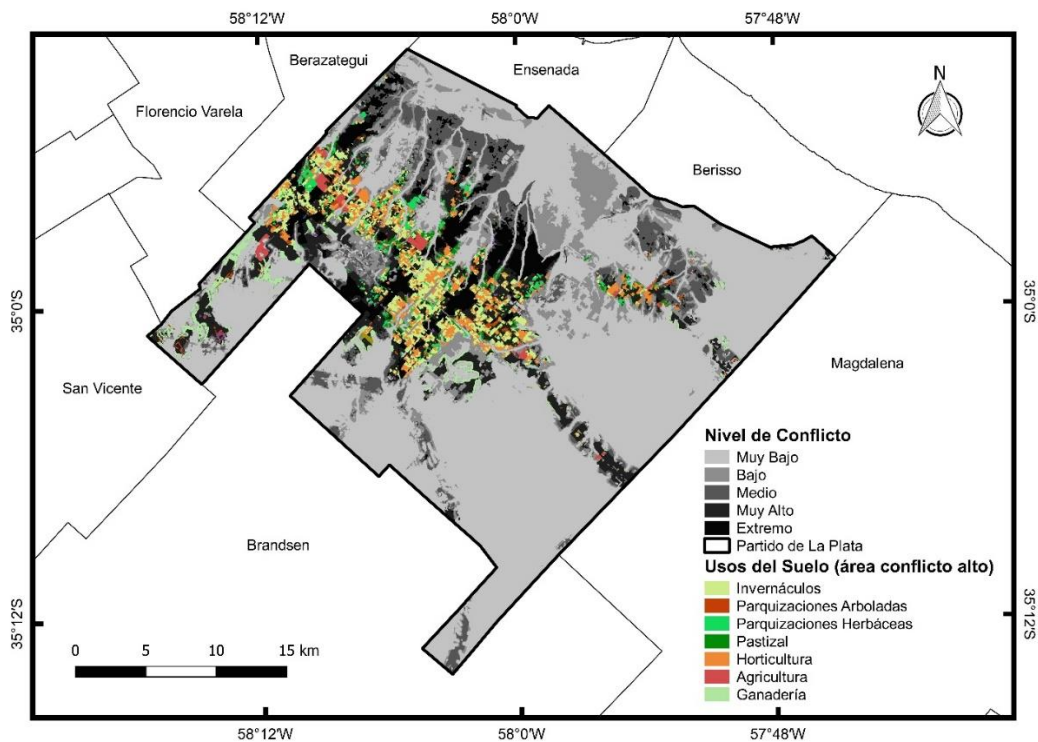 58°12'W 58°0'W 57°48'W
Berazategui
Ensenada
N
Florencio Varela
Berisso
35°0'S
35°0'S
San Vicente
Magdalena
Nivel de Conflicto
Muy Bajo
Bajo
Medio
Muy Alto
Extremo
Partido de La Plata
Brandsen
Usos del Suelo (área conflicto alto)
Invernáculos
Parquizaciones Arboladas
Parquizaciones Herbáceas
Pastizal
Horticultura
Agricultura
Ganadería
35°12'S
35°12'S
0 5 10 15 km
58°12'W 58°0'W 57°48'W